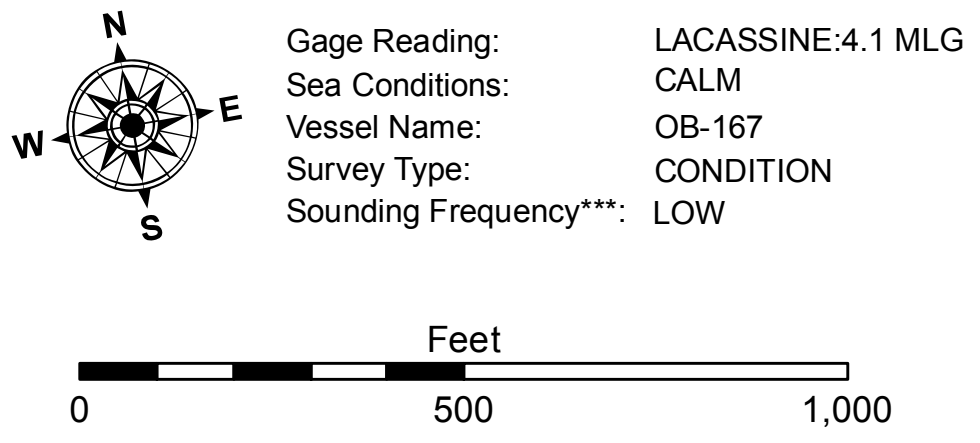 N
W
E
S
Gage Reading: LACASSINE:4.1 MLG
Sea Conditions: CALM
Vessel Name: OB-167
Survey Type: CONDITION
Sounding Frequency***: LOW
Feet
0 500 1,000